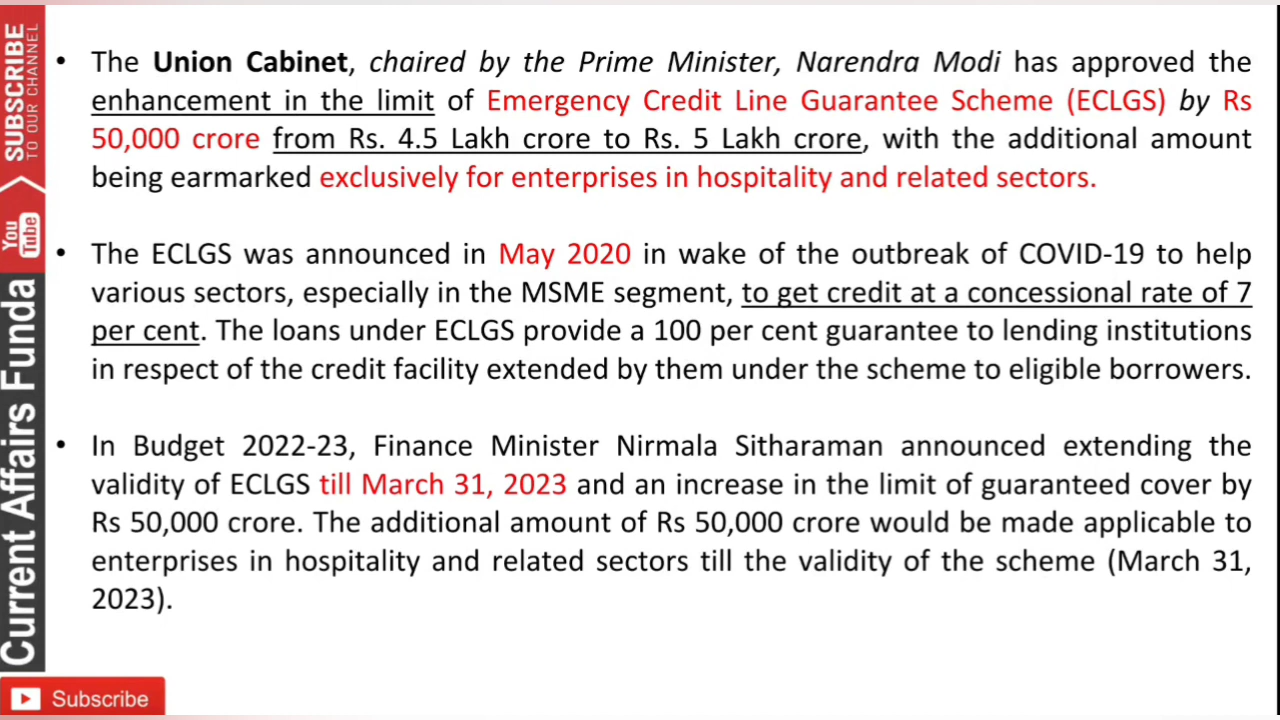 • The Union Cabinet, chaired by the Prime Minister, Narendra Modi has approved the
enhancement in the limit of Emergency Credit Line Guarantee Scheme (ECLGS) by Rs
50,000 crore from Rs. 4.5 Lakh crore to Rs. 5 Lakh crore, with the additional amount
being earmarked exclusively for enterprises in hospitality and related sectors.
• The ECLGS was announced in May 2020 in wake of the outbreak of COVID-19 to help
various sectors, especially in the MSME segment, to get credit at a concessional rate of 7
per cent. The loans under ECLGS provide a 100 per cent guarantee to lending institutions
in respect of the credit facility extended by them under the scheme to eligible borrowers.
• In Budget 2022-23, Finance Minister Nirmala Sitharaman announced extending the
validity of ECLGS till March 31, 2023 and an increase in the limit of guaranteed cover by
Rs 50,000 crore. The additional amount of Rs 50,000 crore would be made applicable to
enterprises in hospitality and related sectors till the validity of the scheme (March 31,
2023).
SUBSCRIBE
TO OUR CHANNEL
You
Tube
Current Affairs Funda
Subscribe